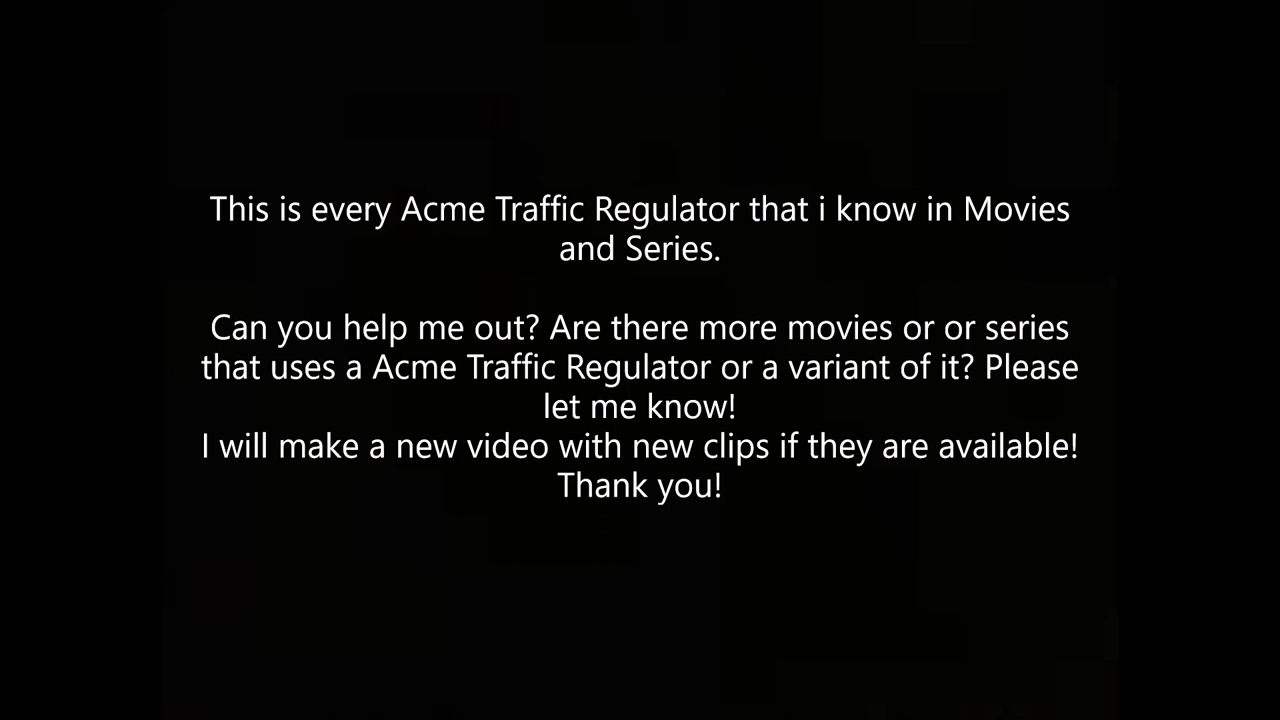 This is every Acme Traffic Regulator that i know in Movies
and Series.
Can you help me out? Are there more movies or or series
that uses a Acme Traffic Regulator or a variant of it? Please
let me know!
I will make a new video with new clips if they are available!
Thank you!